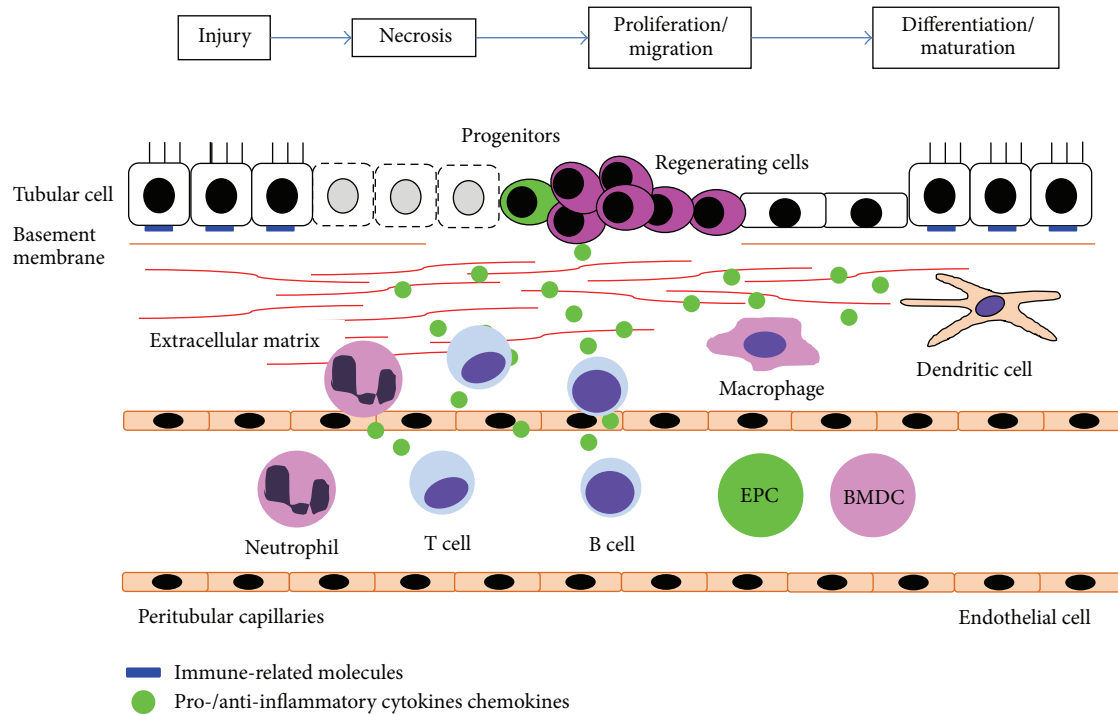 Injury
Necrosis
Proliferation/
migration
Differentiation/
maturation
Progenitors
Regenerating cells
Tubular cell
Basement
membrane
Extracellular matrix
Macrophage
Dendritic cell
EPC
BMDC
Neutrophil
T cell
B cell
Peritubular capillaries
Endothelial cell
Immune-related molecules
Pro-/anti-inflammatory cytokines chemokines